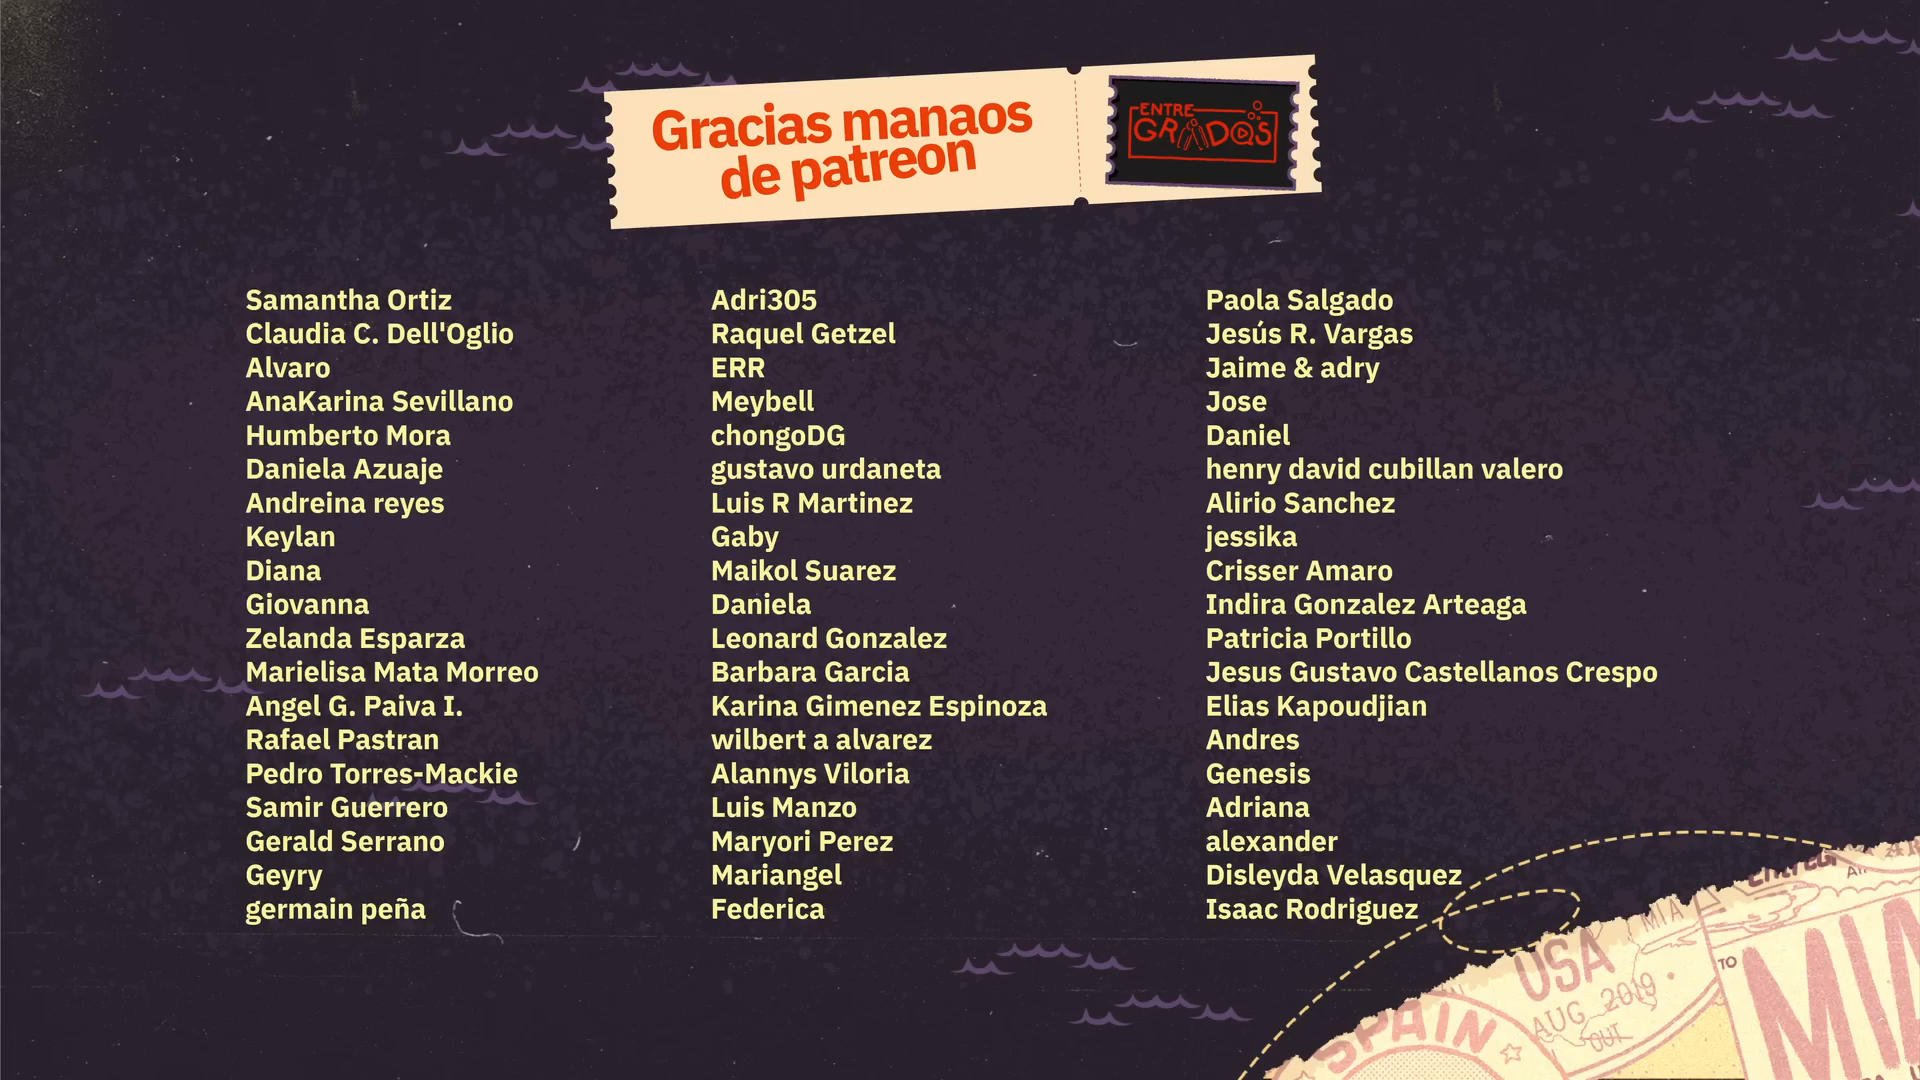 Gracias manaos
de patreon
ENTRE
GRADOS
Samantha Ortiz
Claudia C. Dell'Oglio
Alvaro
AnaKarina Sevillano
Humberto Mora
Daniela Azuaje
Andreina reyes
Keylan
Diana
Giovanna
Zelanda Esparza
Marielisa Mata Morreo
Angel G. Paiva I.
Rafael Pastran
Pedro Torres-Mackie
Samir Guerrero
Gerald Serrano
Geyry
germain peña
Adri305
Raquel Getzel
ERR
Meybell
chongoDG
gustavo urdaneta
Luis R Martinez
Gaby
Maikol Suarez
Daniela
Leonard Gonzalez
Barbara Garcia
Karina Gimenez Espinoza
wilbert a alvarez
Alannys Viloria
Luis Manzo
Maryori Perez
Mariangel
Federica
Paola Salgado
Jesús R. Vargas
Jaime & adry
Jose
Daniel
henry david cubillan valero
Alirio Sanchez
jessika
Crisser Amaro
Indira Gonzalez Arteaga
Patricia Portillo
Jesus Gustavo Castellanos Crespo
Elias Kapoudjian
Andres
Genesis
Adriana
alexander
Disleyda Velasquez
Isaac Rodriguez
MIA
USA
AUG 2019
OUT
SPAIN
TO
MIA